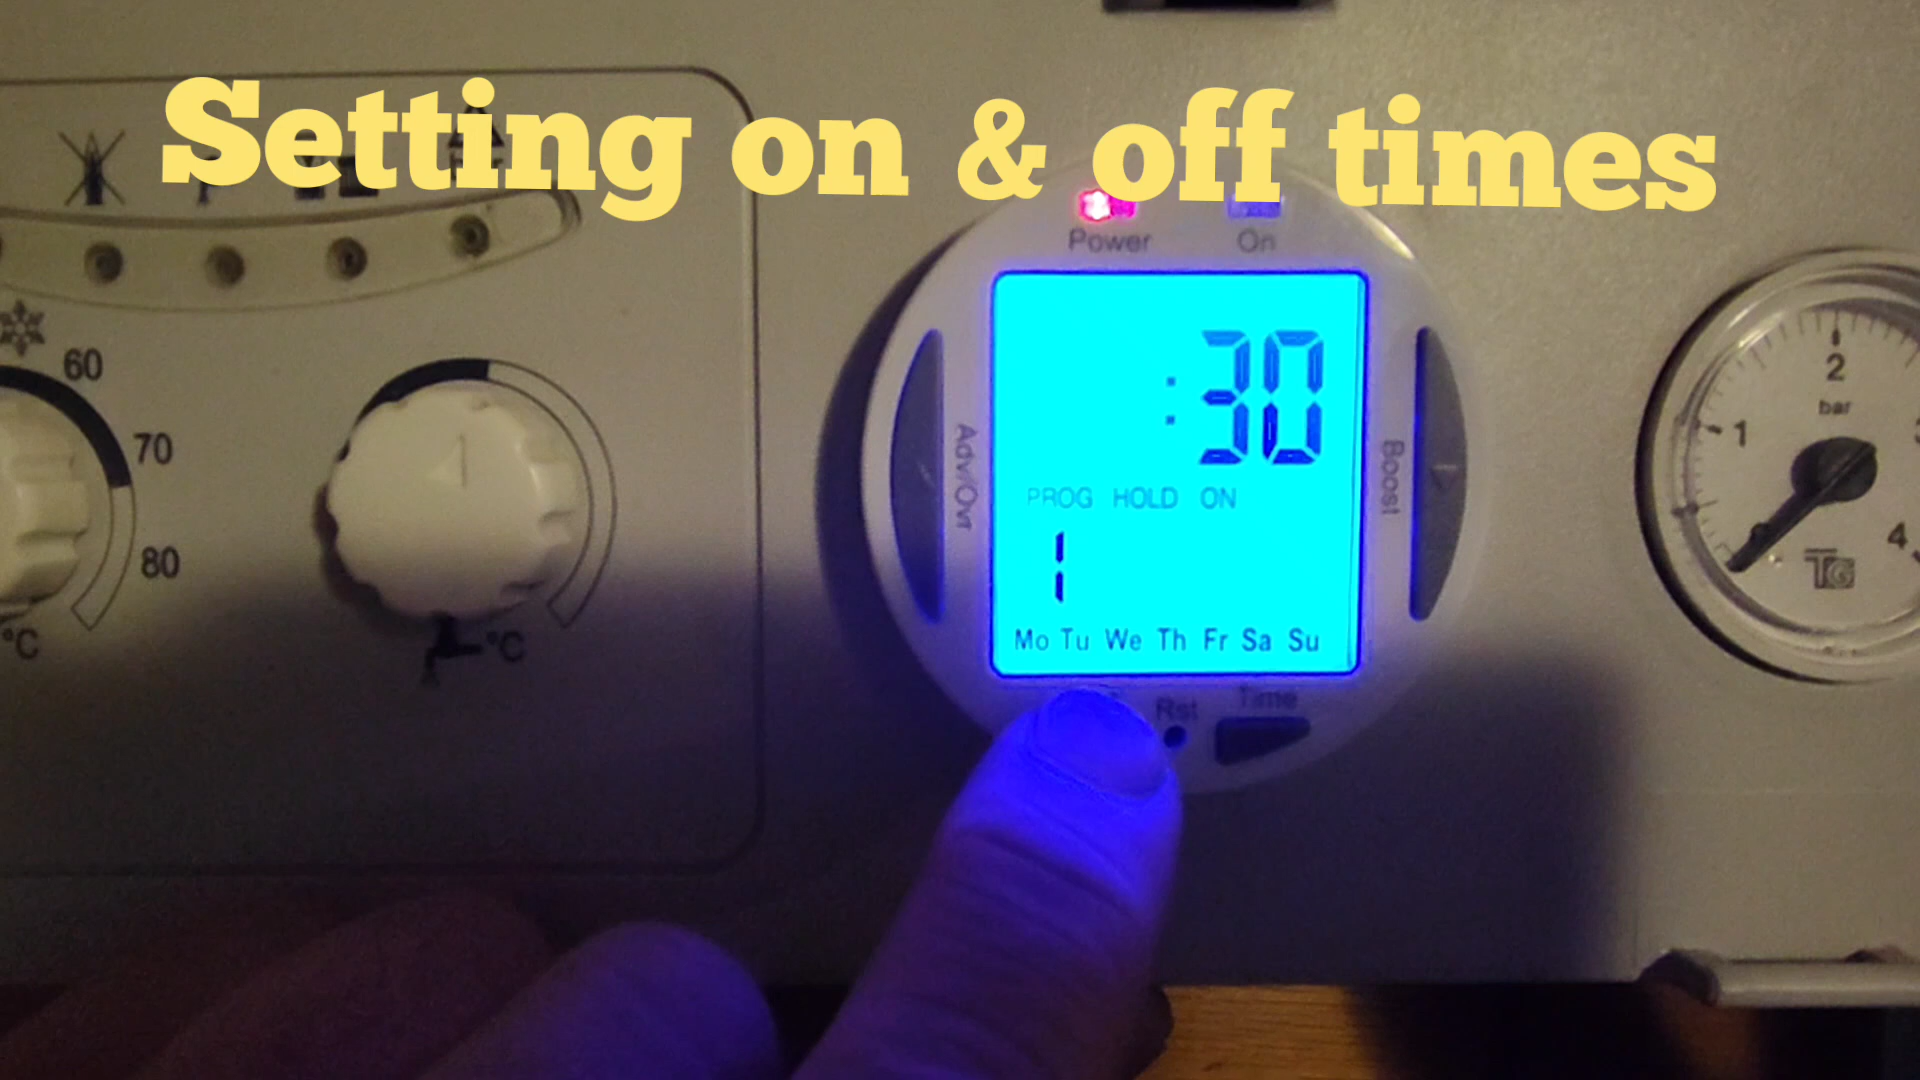 Setting on & off times
Power On
:30
PROG HOLD ON
1
Mo Tu We Th Fr Sa Su
Adv/Ovr
Boost
Rst
Time
60
70
80
°C
°C
1
2
bar
4
TG